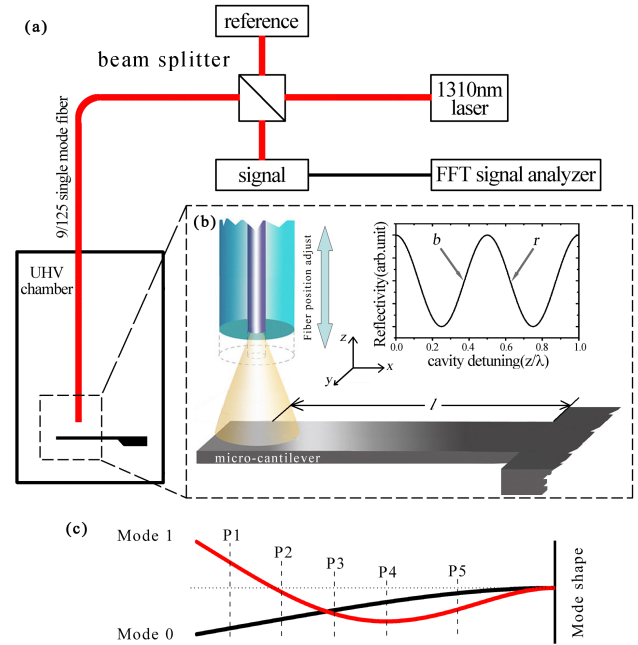 (a)
reference
beam splitter
1310nm
laser
9/125 single mode fiber
signal
FFT signal analyzer
UHV
chamber
(b)
Fiber position adjust
Reflectivity(arb.unit)
b
r
0.0 0.2 0.4 0.6 0.8 1.0
cavity detuning(z/λ)
z
x
y
l
micro-cantilever
(c)
Mode 1
P1
P2
P3
P4
P5
Mode 0
Mode shape